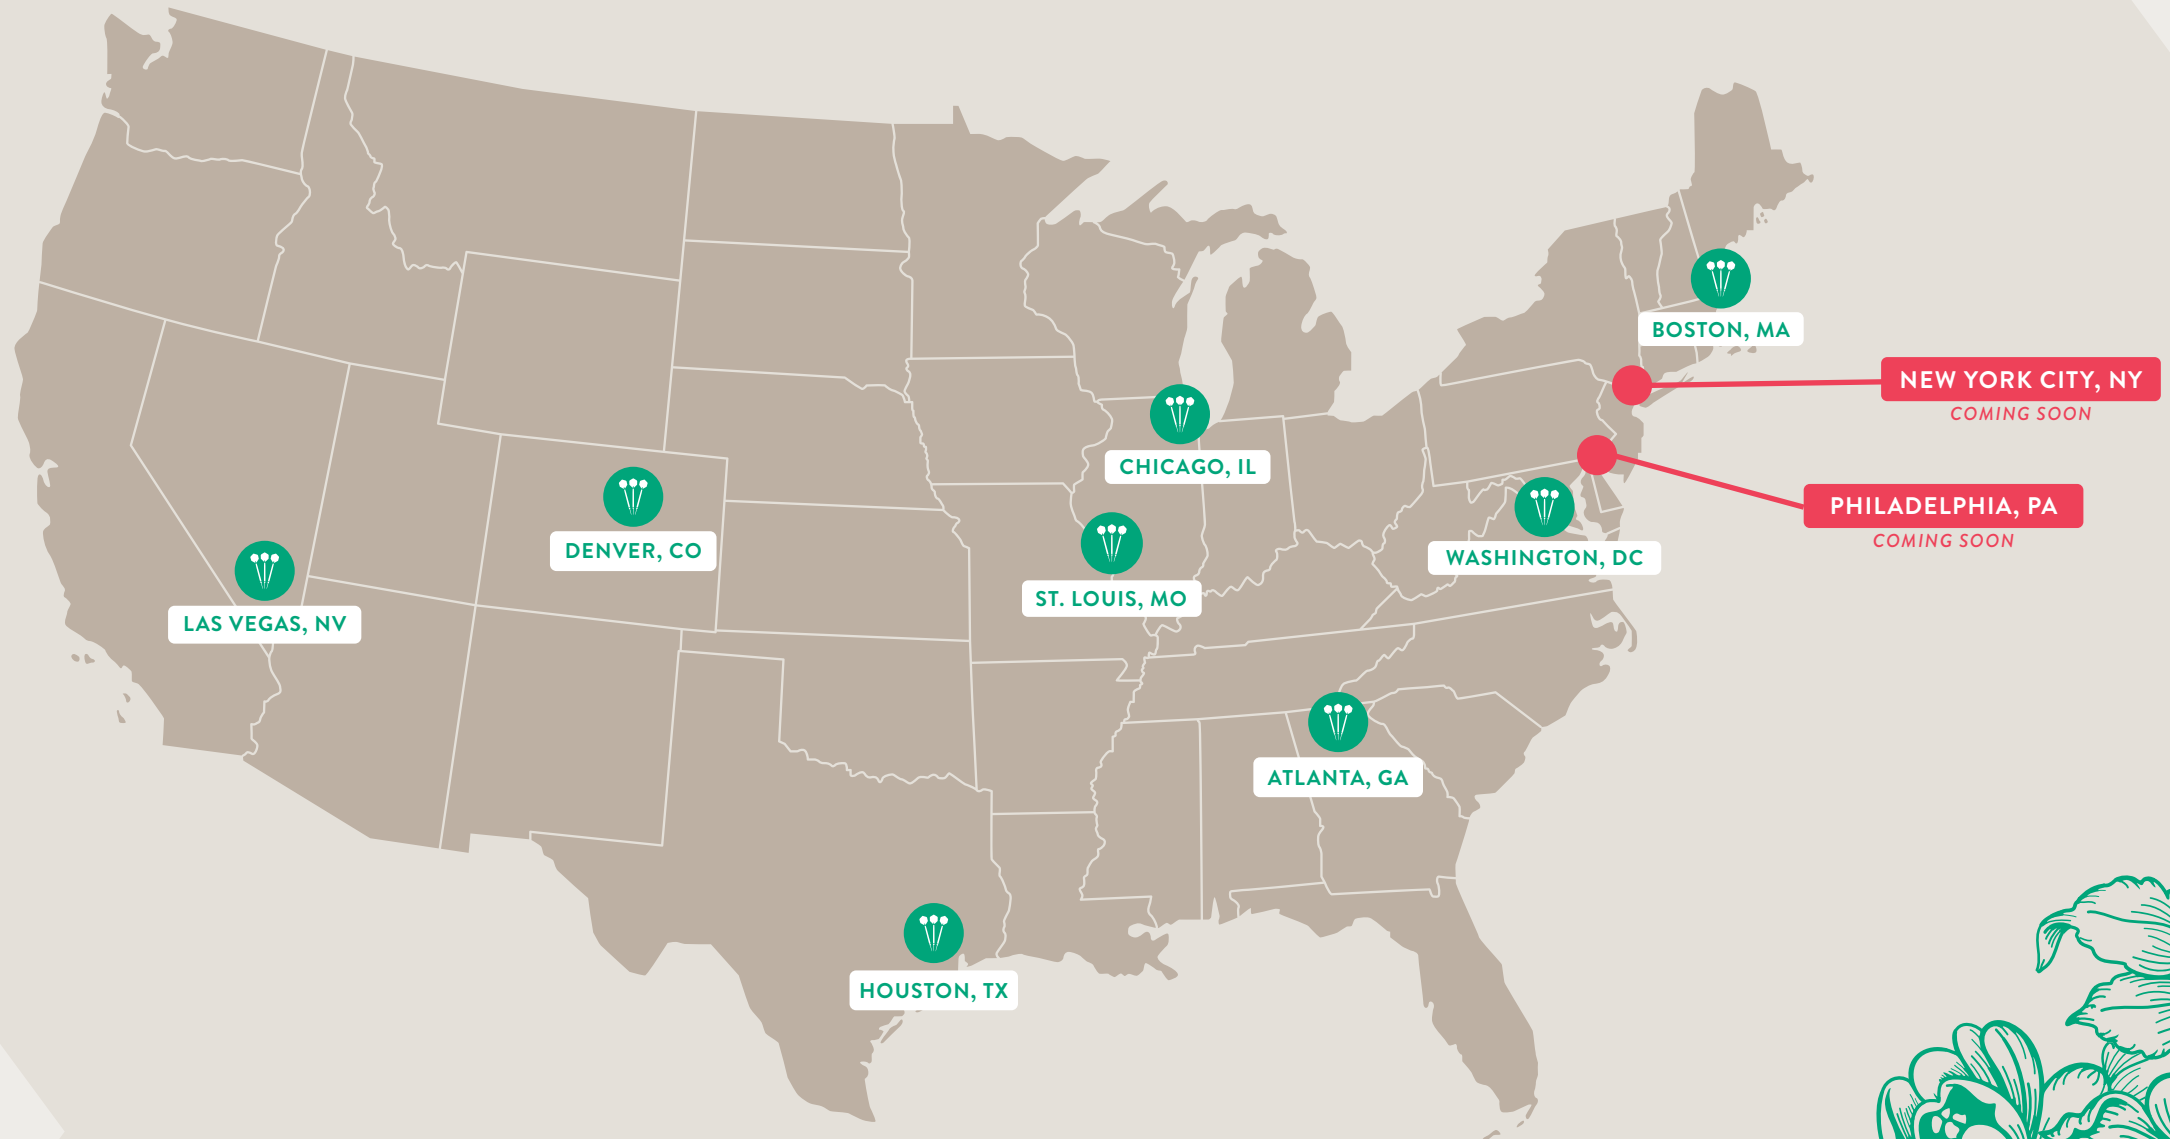 BOSTON, MA
NEW YORK CITY, NY
COMING SOON
CHICAGO, IL
PHILADELPHIA, PA
COMING SOON
DENVER, CO
WASHINGTON, DC
ST. LOUIS, MO
LAS VEGAS, NV
ATLANTA, GA
HOUSTON, TX